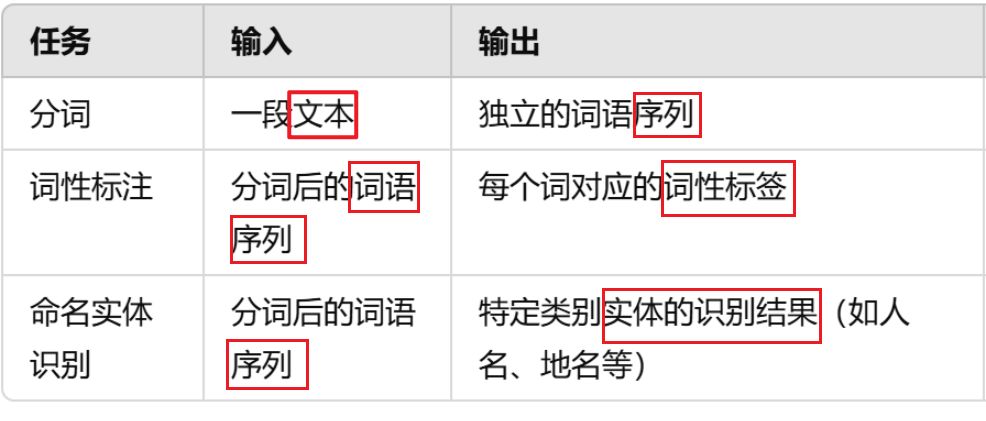 任务 输入 输出
分词 一段文本 独立的词语序列
词性标注 分词后的词语 每个词对应的词性标签
序列
命名实体 分词后的词语 特定类别实体的识别结果（如人
识别 序列 名、地名等）